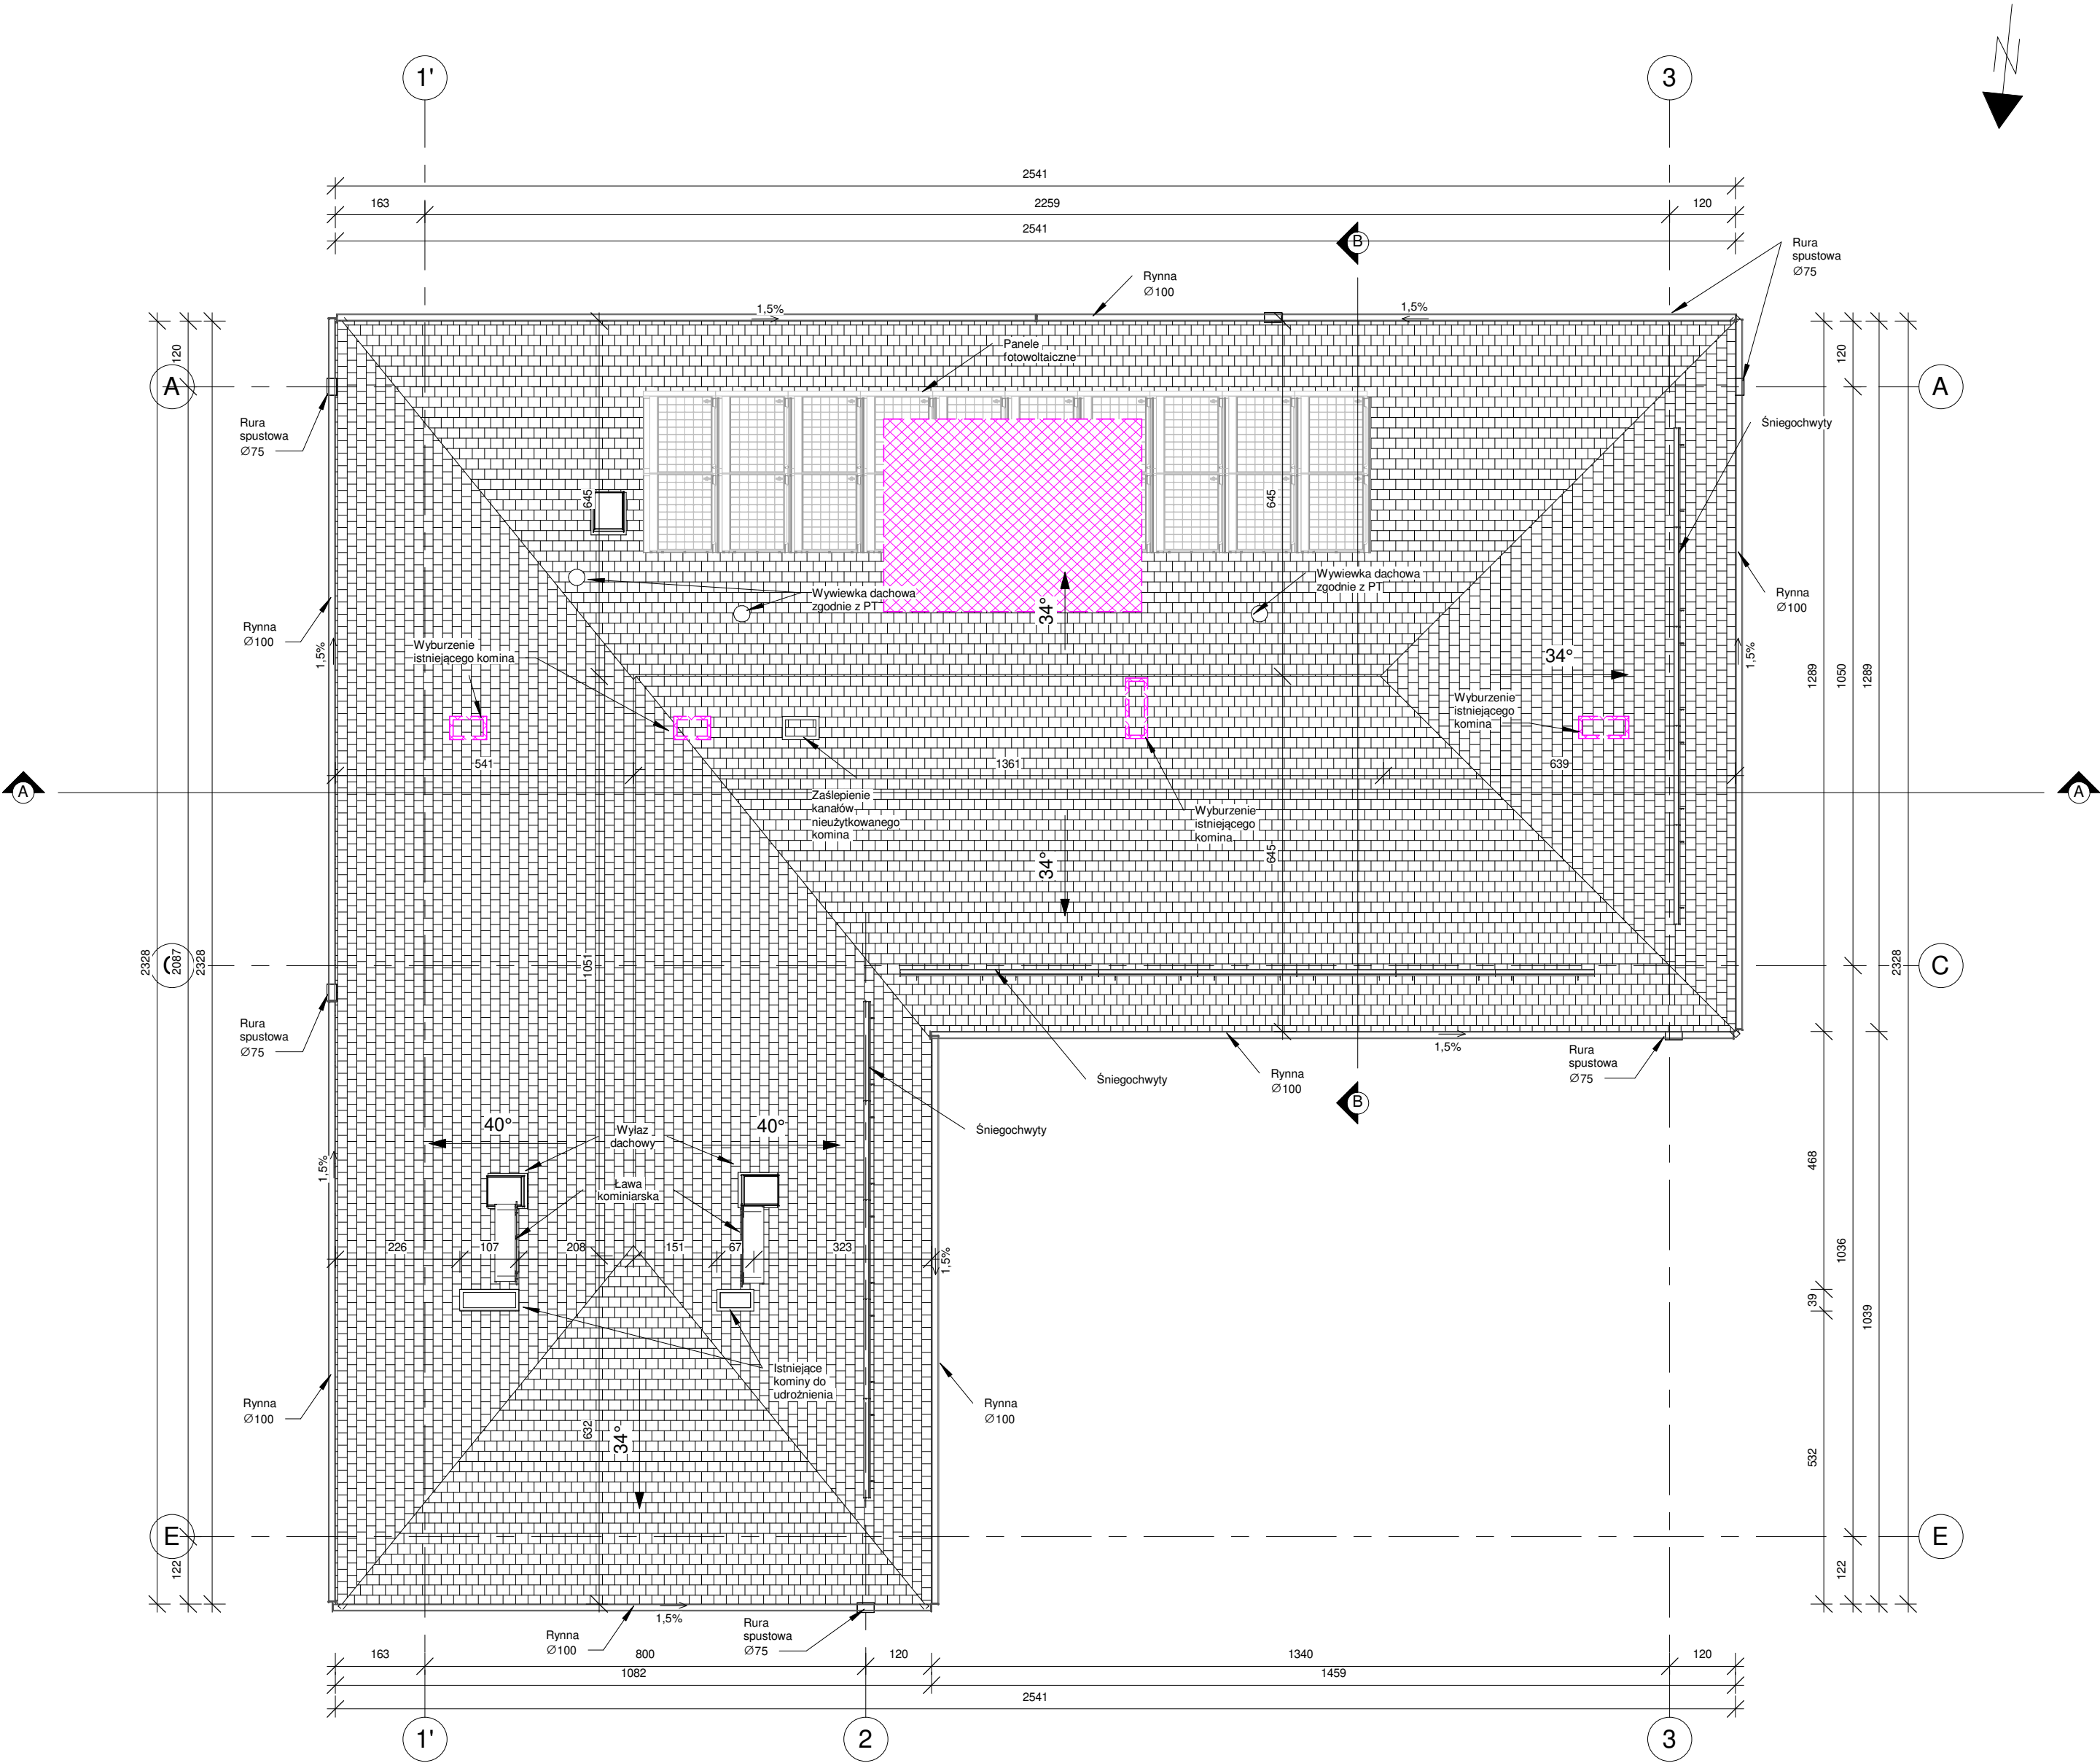 1'
3
N
2541
163
2259
120
2541
B
Rura
spustowa
Ø75
Rynna
Ø100
1,5%
1,5%
Panele
fotowoltaiczne
120
120
A
A
Rura
spustowa
Ø75
Śniegochwyty
645
645
Wywiewka dachowa
zgodnie z PT
Wywiewka dachowa
zgodnie z PT
34°
Rynna
Ø100
Rynna
Ø100
1,5%
Wyburzenie
istniejącego komina
34°
1,5%
1289
1050
1289
Wyburzenie
istniejącego
komina
541
1361
639
A
A
Zaślepienie
kanałów
nieużytkowanego
komina
Wyburzenie
istniejącego
komina
34°
645
2328
2087
2328
1051
C
2328
Rura
spustowa
Ø75
1,5%
Rura
spustowa
Ø75
Śniegochwyty
Rynna
Ø100
B
Śniegochwyty
40°
40°
Wyłaz
dachowy
1,5%
468
Ława
kominiarska
226
107
208
151
67
323
1,5%
1036
39
1039
Istniejące
kominy do
udrożnienia
Rynna
Ø100
Rynna
Ø100
632
34°
532
E
E
122
122
1,5%
Rynna
Ø100
Rura
spustowa
Ø75
163
800
120
1340
120
1082
1459
2541
1'
2
3